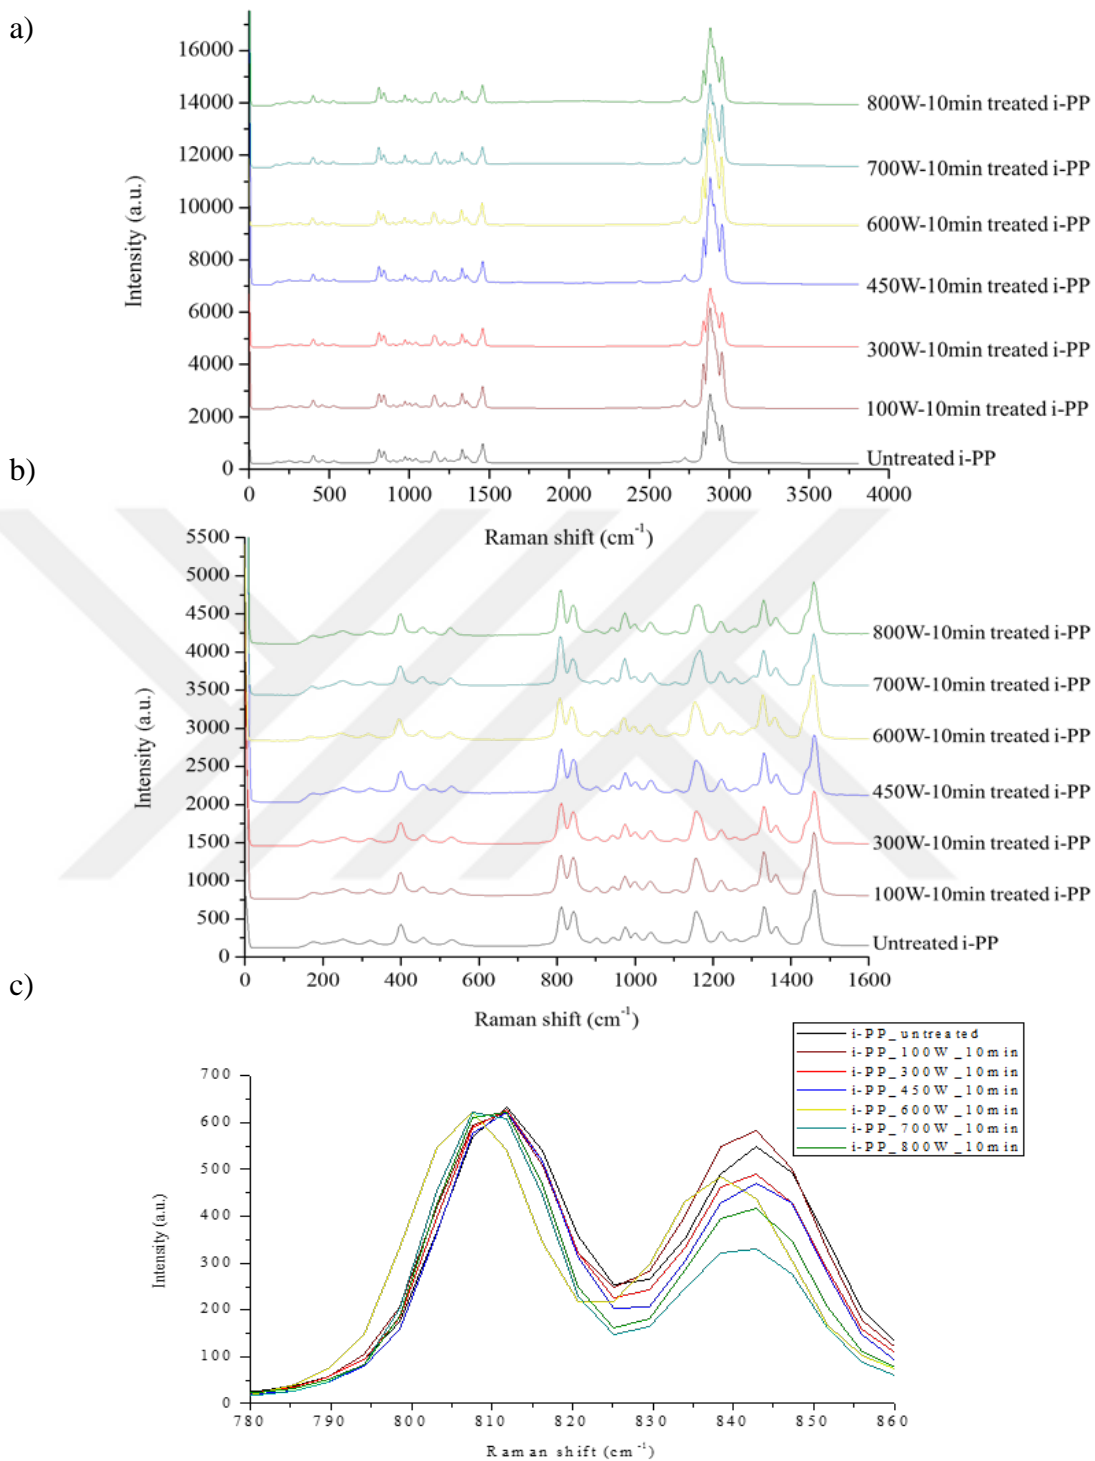 a)
16000
14000
12000
10000
8000
6000
4000
2000
0
Intensity (a.u.)
800W-10min treated i-PP
700W-10min treated i-PP
600W-10min treated i-PP
450W-10min treated i-PP
300W-10min treated i-PP
100W-10min treated i-PP
Untreated i-PP
0 500 1000 1500 2000 2500 3000 3500 4000
Raman shift (cm-1)
b)
5500
5000
4500
4000
3500
3000
2500
2000
1500
1000
500
0
Intensity (a.u.)
800W-10min treated i-PP
700W-10min treated i-PP
600W-10min treated i-PP
450W-10min treated i-PP
300W-10min treated i-PP
100W-10min treated i-PP
Untreated i-PP
0 200 400 600 800 1000 1200 1400 1600
Raman shift (cm-1)
c)
i-PP_untreated
i-PP_100W_10min
i-PP_300W_10min
i-PP_450W_10min
i-PP_600W_10min
i-PP_700W_10min
i-PP_800W_10min
700
600
500
400
300
200
100
0
Intensity (a.u.)
780 790 800 810 820 830 840 850 860
Raman shift (cm-1)